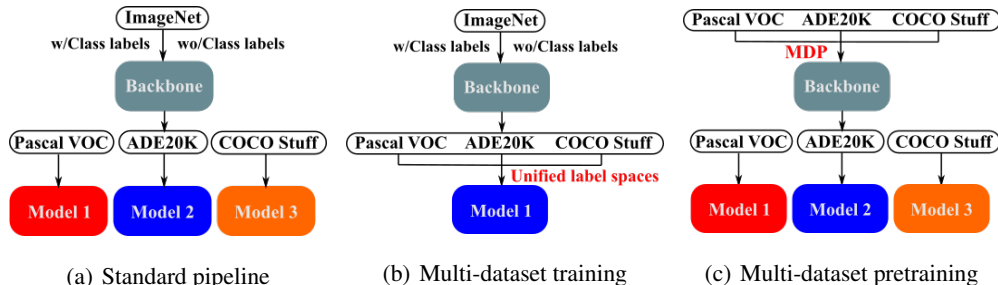 ImageNet
w/Class labels wo/Class labels
Backbone
Pascal VOC ADE20K COCO Stuff
Model 1 Model 2 Model 3
(a) Standard pipeline
ImageNet
w/Class labels wo/Class labels
Backbone
Pascal VOC ADE20K COCO Stuff
Unified label spaces
Model 1
(b) Multi-dataset training
Pascal VOC ADE20K COCO Stuff
MDP
Backbone
Pascal VOC ADE20K COCO Stuff
Model 1 Model 2 Model 3
(c) Multi-dataset pretraining